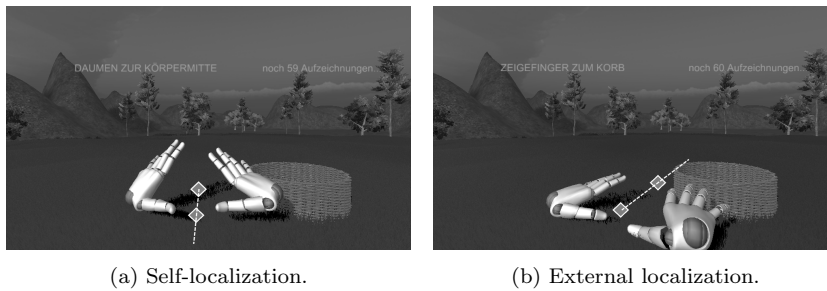 DAUMEN ZUR KÖRPERMITTE noch 59 Aufzeichnungen
ZEIGEFINGER ZUM KORB noch 60 Aufzeichnungen
(a) Self-localization.
(b) External localization.